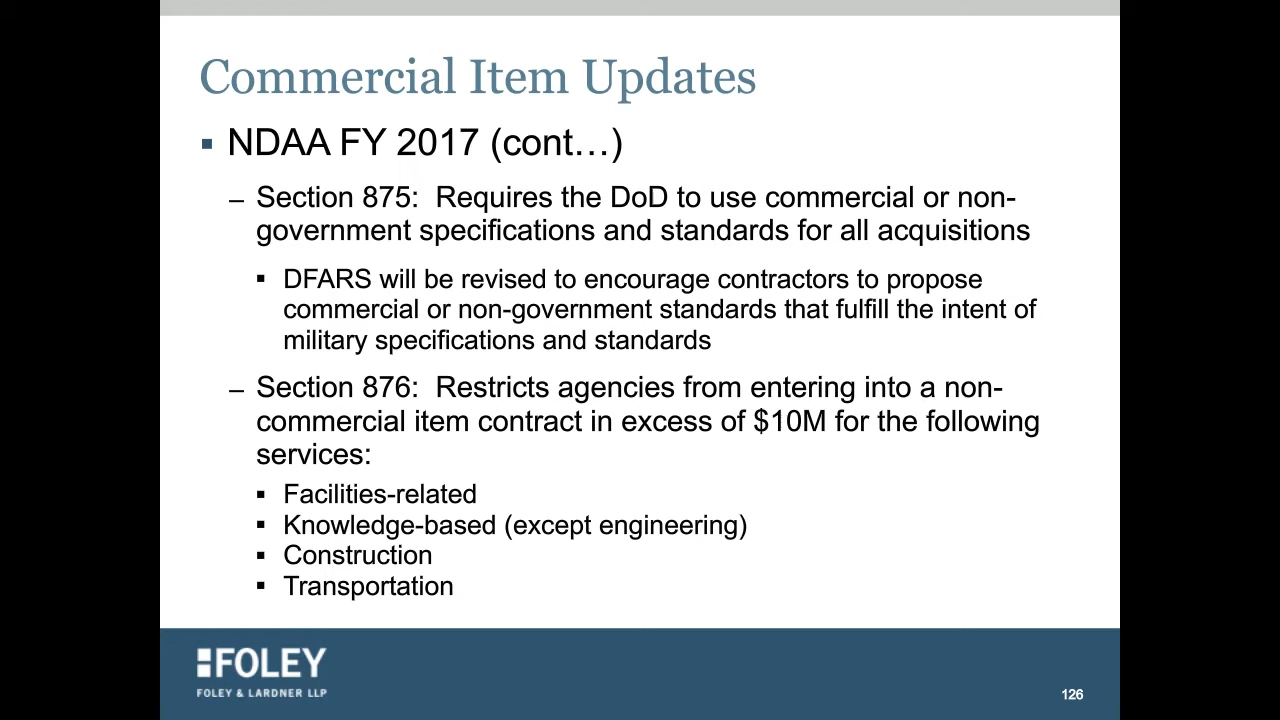 Commercial Item Updates
▪ NDAA FY 2017 (cont…)
– Section 875:  Requires the DoD to use commercial or non-
government specifications and standards for all acquisitions
▪ DFARS will be revised to encourage contractors to propose
commercial or non-government standards that fulfill the intent of
military specifications and standards
– Section 876:  Restricts agencies from entering into a non-
commercial item contract in excess of $10M for the following
services:
▪ Facilities-related
▪ Knowledge-based (except engineering)
▪ Construction
▪ Transportation
FOLEY
FOLEY & LARDNER LLP
126